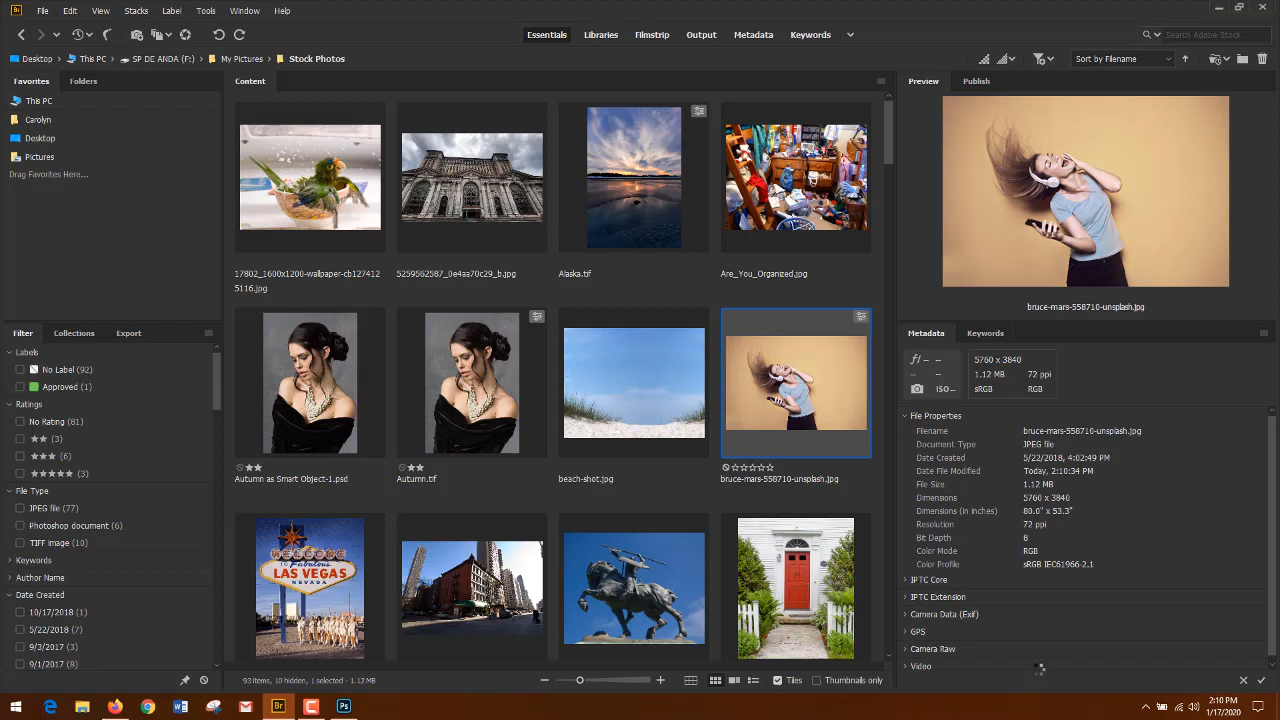 Br File Edit View Stacks Label Tools Window Help
Essentials Libraries Filmstrip Output Metadata Keywords Search Adobe Stock
Desktop This PC SP DE ANDA (F:) My Pictures Stock Photos Sort by Filename
Favorites Folders
This PC
Carolyn
Desktop
Pictures
Drag Favorites Here...
Filter Collections Export
Labels
No Label (92)
Approved (1)
Ratings
No Rating (81)
★★ (3)
★★★ (6)
★★★★★ (3)
File Type
JPEG file (77)
Photoshop document (6)
TIFF image (10)
Keywords
Author Name
Date Created
10/17/2018 (1)
5/22/2018 (7)
9/3/2017 (3)
9/1/2017 (8)
Content
17802_1600x1200-wallpaper-cb127412
5116.jpg
5259562587_0e4aa70c29_b.jpg
Alaska.tif
Are_You_Organized.jpg
Autumn as Smart Object-1.psd
Autumn.tif
beach-shot.jpg
bruce-mars-558710-unsplash.jpg
WELCOME
TO Fabulous
LAS VEGAS
NEVADA
93 items, 10 hidden, 1 selected - 1.12 MB
Tiles Thumbnails only
Preview Publish
bruce-mars-558710-unsplash.jpg
Metadata Keywords
ƒ/ -- --
-- --
ISO --
5760 x 3840
1.12 MB 72 ppi
sRGB RGB
File Properties
Filename bruce-mars-558710-unsplash.jpg
Document Type JPEG file
Date Created 5/22/2018, 4:02:49 PM
Date File Modified Today, 2:10:34 PM
File Size 1.12 MB
Dimensions 5760 x 3840
Dimensions (in inches) 80.0" x 53.3"
Resolution 72 ppi
Bit Depth 8
Color Mode RGB
Color Profile sRGB IEC61966-2.1
IPTC Core
IPTC Extension
Camera Data (Exif)
GPS
Camera Raw
Video
Br Ps
2:10 PM
1/17/2020